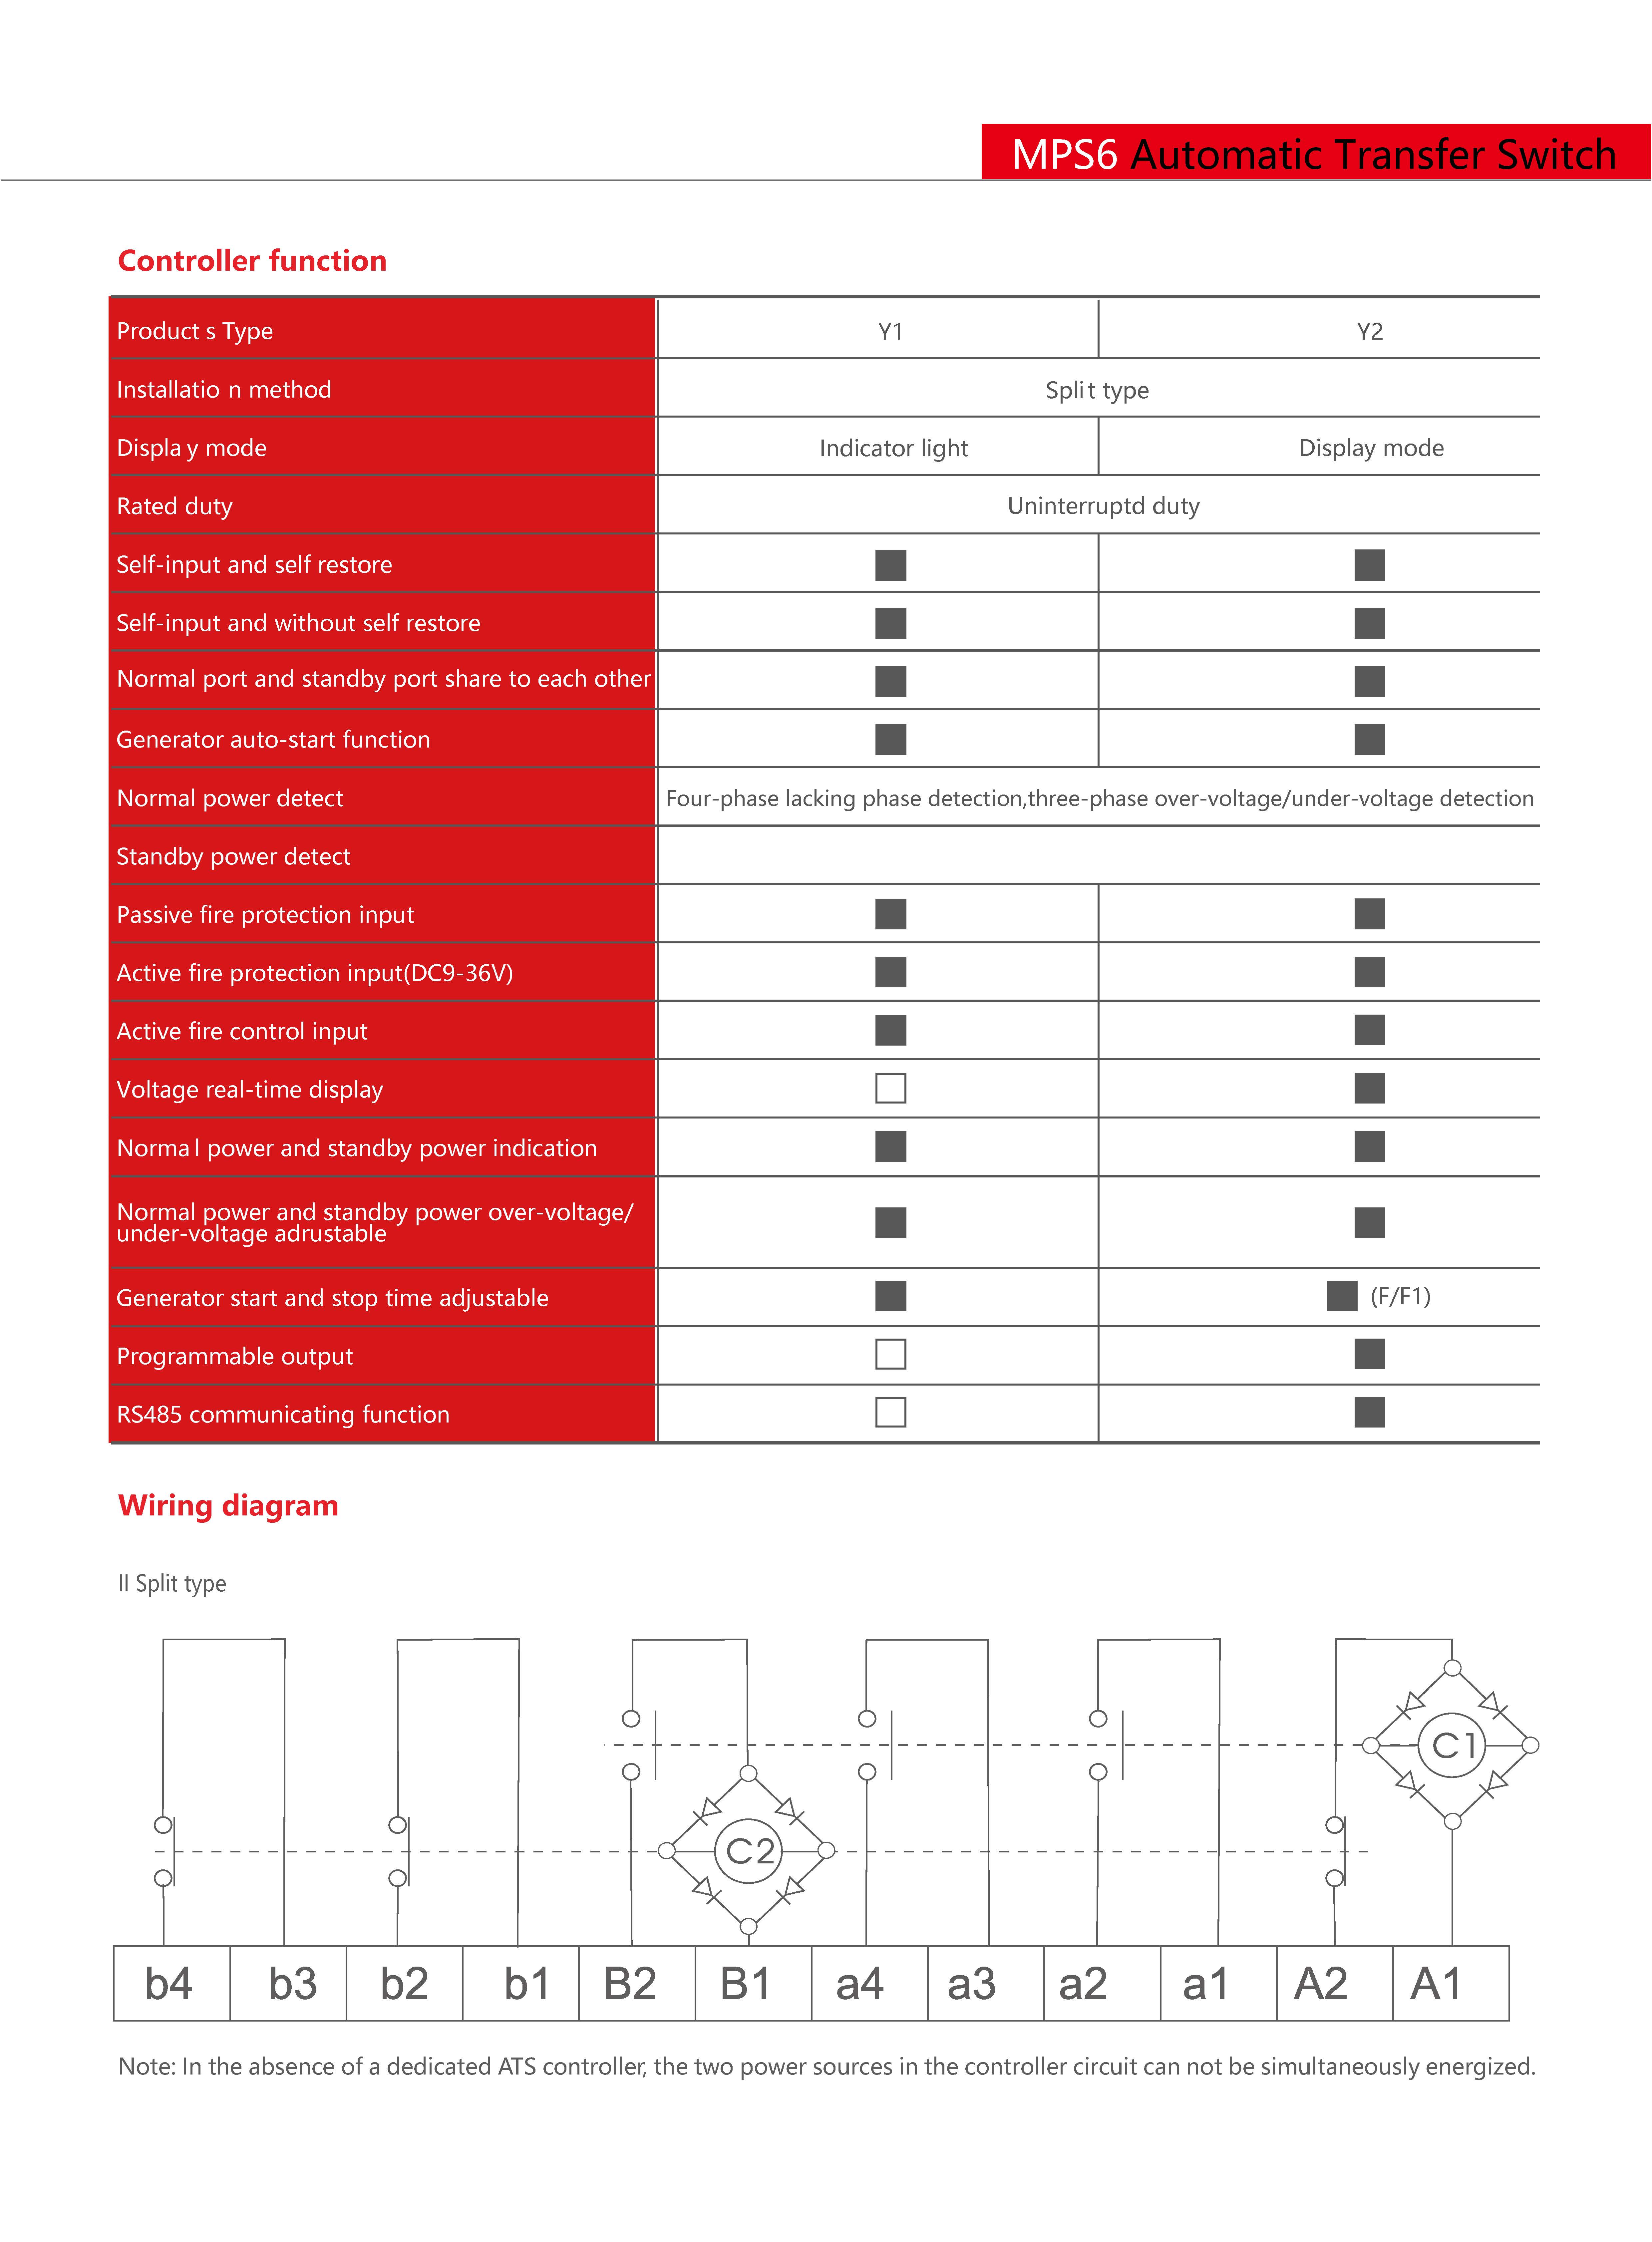 MPS6 Automatic Transfer Switch
Controller function
Product s Type Y1 Y2
Installatio n method Split type
Displa y mode Indicator light Display mode
Rated duty Uninterruptd duty
Self-input and self restore
Self-input and without self restore
Normal port and standby port share to each other
Generator auto-start function
Normal power detect Four-phase lacking phase detection,three-phase over-voltage/under-voltage detection
Standby power detect
Passive fire protection input
Active fire protection input(DC9-36V)
Active fire control input
Voltage real-time display
Normal power and standby power indication
Normal power and standby power over-voltage/
under-voltage adrustable
Generator start and stop time adjustable (F/F1)
Programmable output
RS485 communicating function
Wiring diagram
II Split type
C1
C2
b4 b3 b2 b1 B2 B1 a4 a3 a2 a1 A2 A1
Note: In the absence of a dedicated ATS controller, the two power sources in the controller circuit can not be simultaneously energized.